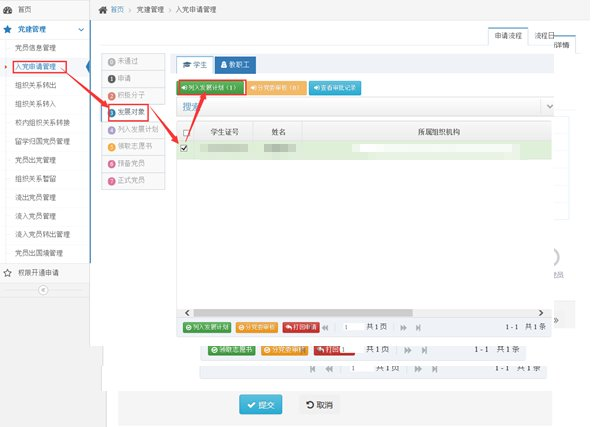 首页
党建管理
党员信息管理
入党申请管理
组织关系转出
组织关系转入
校内组织关系转接
留学归国党员管理
党员出党管理
组织关系暂留
流出党员管理
流入党员管理
流入党员转出管理
党员出国境管理
权限开通申请
首页 > 党建管理 > 入党申请管理
申请流程
流程日
详情
0 未通过
1 申请
2 积极分子
3 发展对象
4 列入发展计划
5 领取志愿书
6 预备党员
7 正式党员
学生
教职工
列入发展计划（1）
分党委审核（0）
查看审批记录
搜索
学生证号
姓名
所属组织机构
列入发展计划
分党委审核
打回申请
1 共 1 页
1 - 1 共 1 条
领取志愿书
分党委审核
打回
1 共 1 页
1 - 1 共 1 条
1 共 1 页
1 - 1 共 1 条
党员
提交
取消